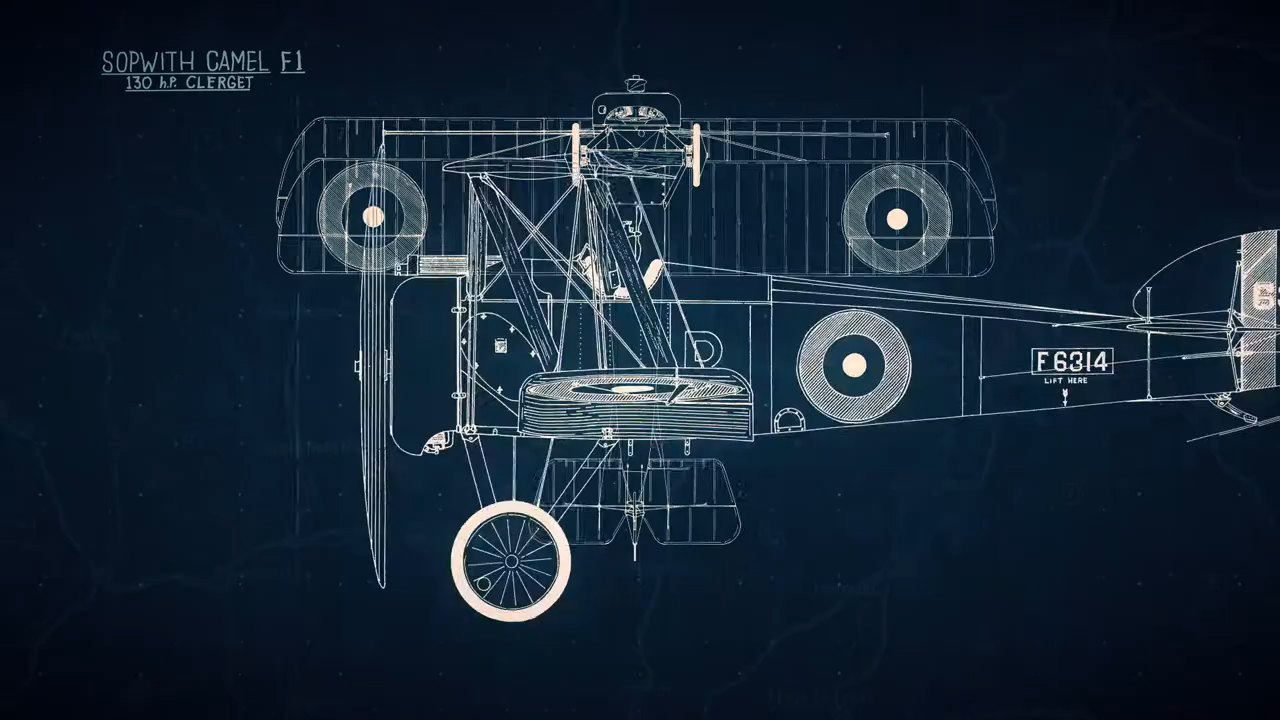 SOPWITH CAMEL F1
130 h.P. CLERGET
D
F6314
LIFT HERE